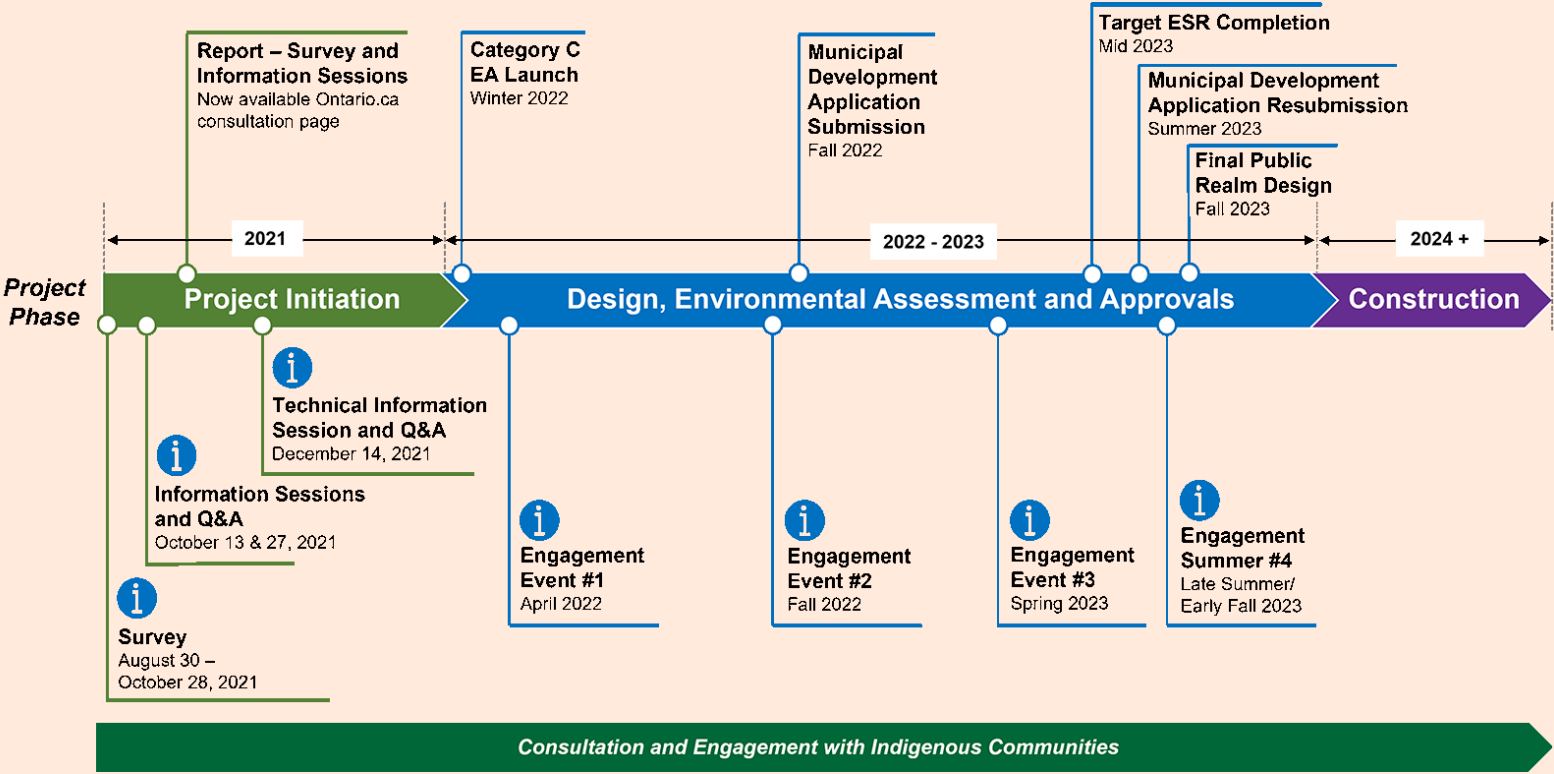 Report – Survey and
Information Sessions
Now available Ontario.ca
consultation page
Category C
EA Launch
Winter 2022
Municipal
Development
Application
Submission
Fall 2022
Target ESR Completion
Mid 2023
Municipal Development
Application Resubmission
Summer 2023
Final Public
Realm Design
Fall 2023
2021
2022 - 2023
2024 +
Project
Phase
Project Initiation
Design, Environmental Assessment and Approvals
Construction
i
Technical Information
Session and Q&A
December 14, 2021
i
Information Sessions
and Q&A
October 13 & 27, 2021
i
Survey
August 30 –
October 28, 2021
i
Engagement
Event #1
April 2022
i
Engagement
Event #2
Fall 2022
i
Engagement
Event #3
Spring 2023
i
Engagement
Summer #4
Late Summer/
Early Fall 2023
Consultation and Engagement with Indigenous Communities